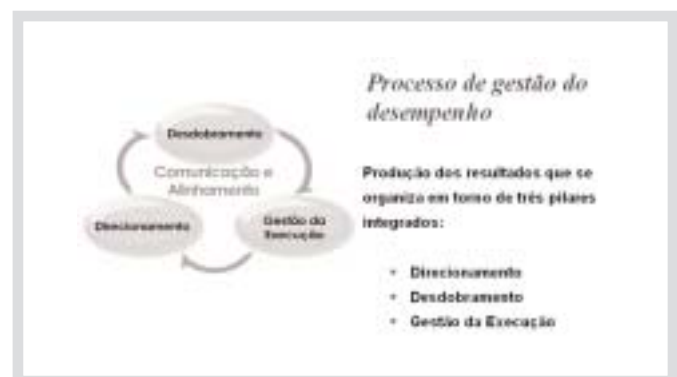 Processo de gestão do
desempenho
Desdobramento
Comunicação e
Alinhamento
Direcionamento
Gestão da
Execução
Produção dos resultados que se
organiza em torno de três pilares
integrados:
• Direcionamento
• Desdobramento
• Gestão da Execução